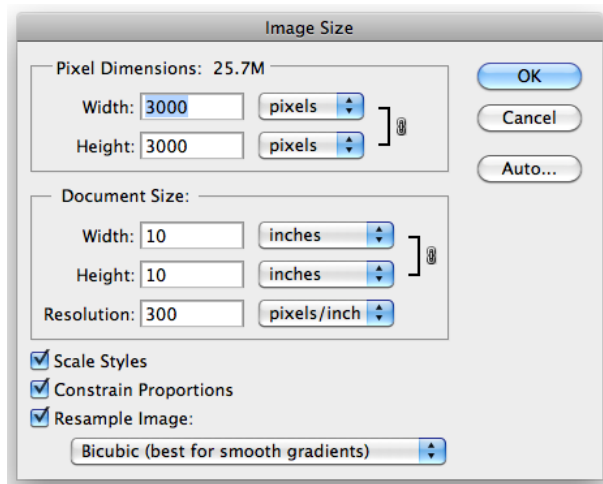 Image Size
Pixel Dimensions: 25.7M
Width: 3000 pixels
Height: 3000 pixels
OK
Cancel
Auto...
Document Size:
Width: 10 inches
Height: 10 inches
Resolution: 300 pixels/inch
Scale Styles
Constrain Proportions
Resample Image:
Bicubic (best for smooth gradients)